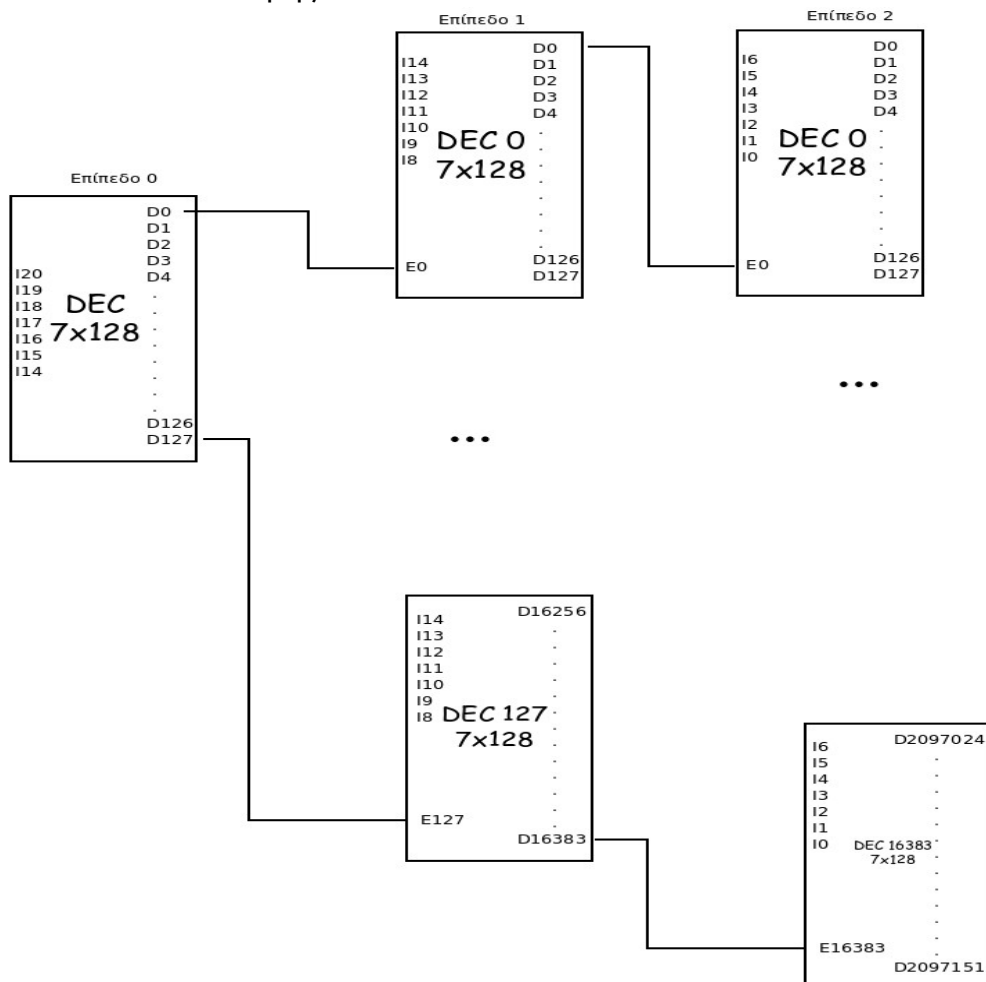 Επίπεδο 0
D0
D1
D2
D3
D4
D126
D127
I20
I19
I18
I17
I16
I15
I14
DEC
7x128
Επίπεδο 1
D0
D1
D2
D3
D4
D126
D127
I14
I13
I12
I11
I10
I9
I8
DEC 0
7x128
E0
Επίπεδο 2
D0
D1
D2
D3
D4
D126
D127
I6
I5
I4
I3
I2
I1
I0
DEC 0
7x128
E0
...
...
D16256
I14
I13
I12
I11
I10
I9
I8
DEC 127
7x128
E127
D16383
D2097024
I6
I5
I4
I3
I2
I1
I0
DEC 16383
7x128
E16383
D2097151